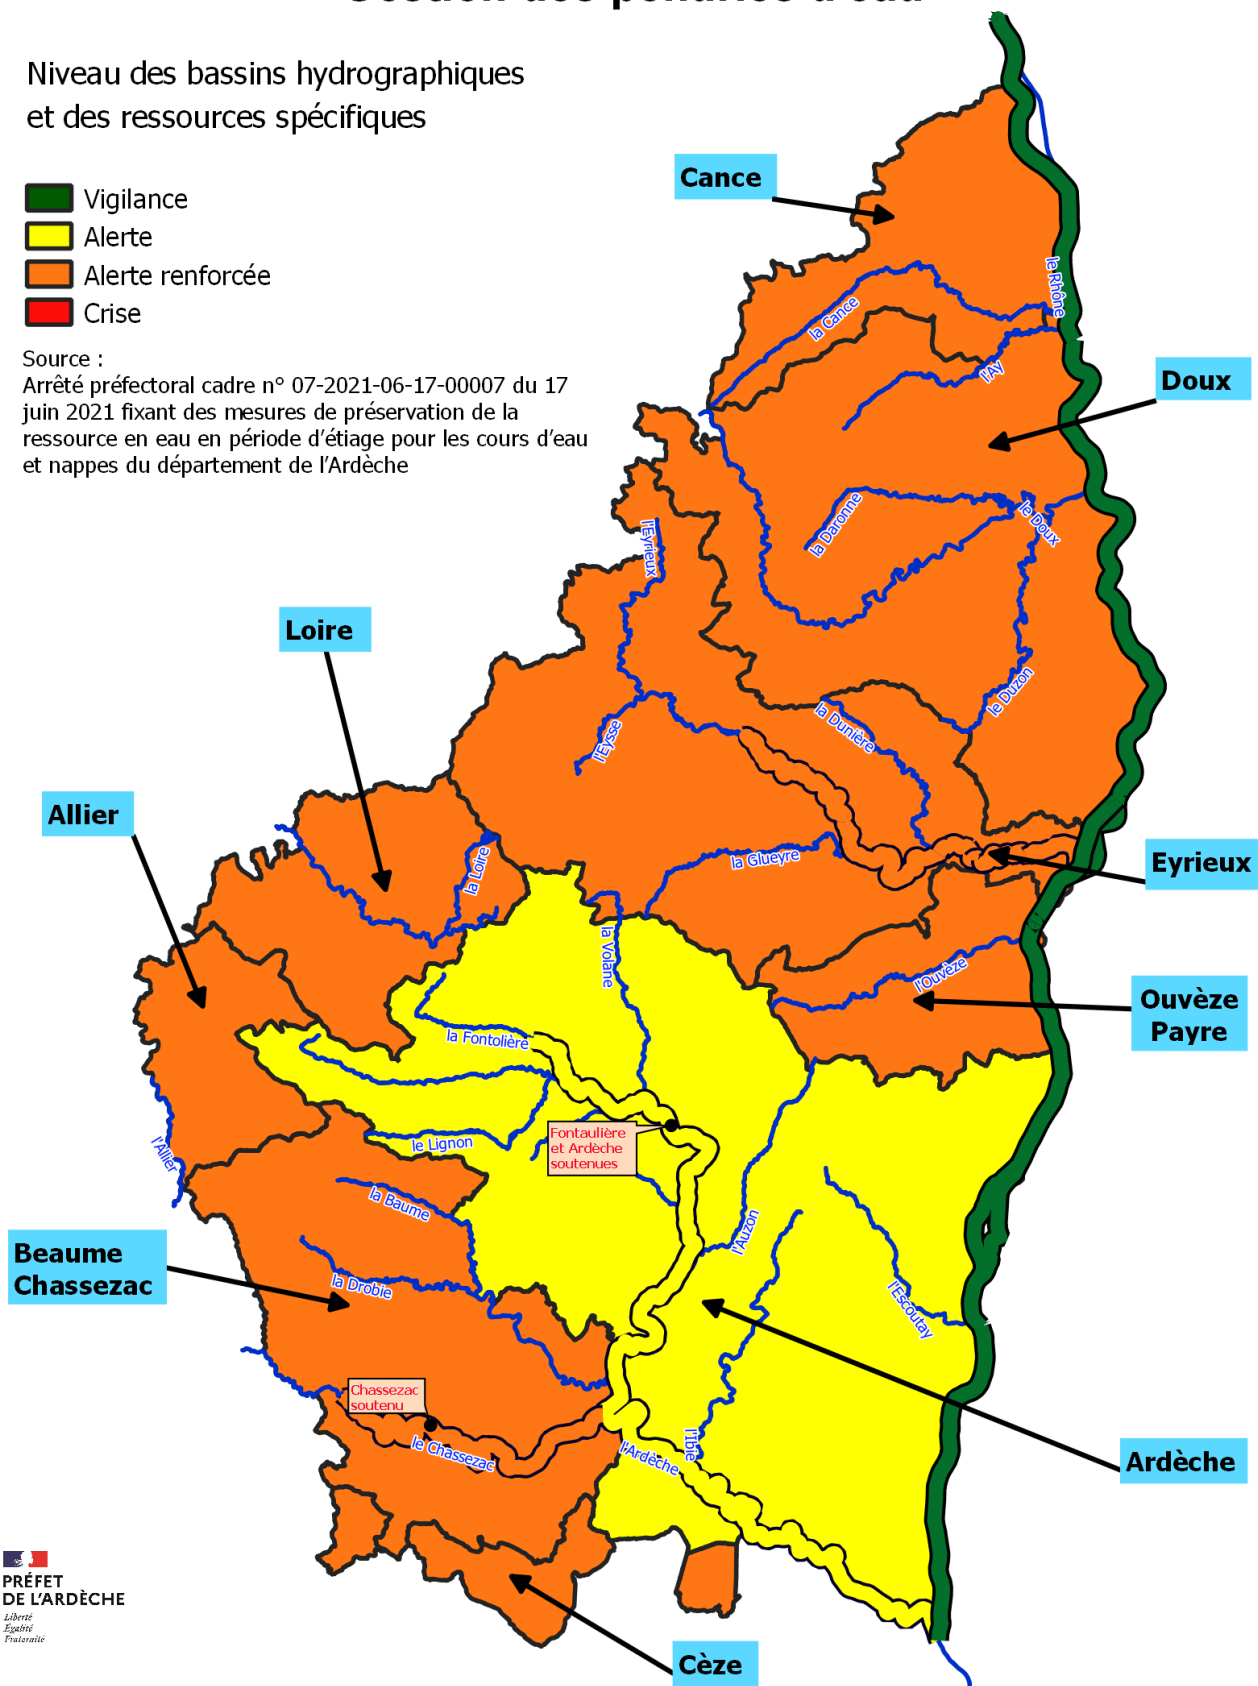 Gestion des pénuries d'eau
Niveau des bassins hydrographiques
et des ressources spécifiques
Vigilance
Alerte
Alerte renforcée
Crise
Source :
Arrêté préfectoral cadre n° 07-2021-06-17-00007 du 17
juin 2021 fixant des mesures de préservation de la
ressource en eau en période d'étiage pour les cours d'eau
et nappes du département de l'Ardèche
Cance
le Rhône
la Cance
l'Ay
Doux
la Daronne
le Doux
l'Eyrieux
Loire
le Duzon
la Dunière
l'Eysse
Allier
la Loire
la Glueyre
Eyrieux
la Volane
l'Ouvèze
Ouvèze
Payre
la Fontolière
Fontaulière
et Ardèche
soutenues
le Lignon
l'Allier
la Baume
l'Auzon
Beaume
Chassezac
la Drobie
l'Escoutay
Chassezac
soutenu
le Chassezac
l'Ardèche
l'Ibie
Ardèche
PRÉFET
DE L'ARDÈCHE
Liberté
Égalité
Fraternité
Cèze